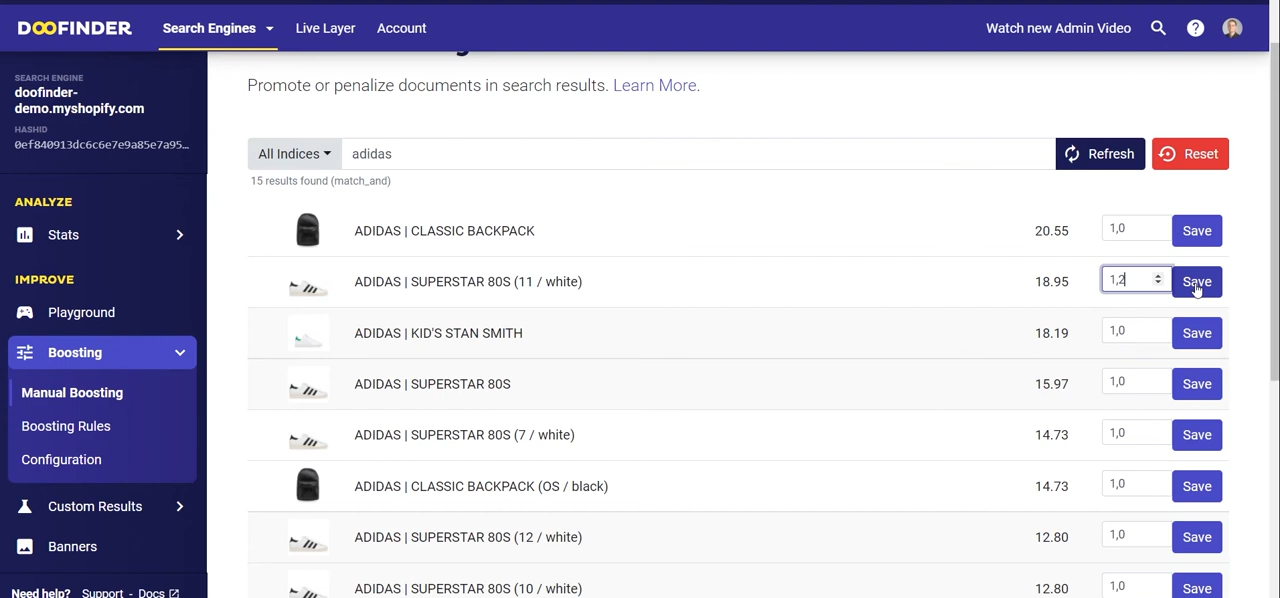 DOOFINDER
Search Engines
Live Layer
Account
Watch new Admin Video
SEARCH ENGINE
doofinder-
demo.myshopify.com
HASHID
0ef840913dc6c6e7e9a85e7a95...
ANALYZE
Stats
IMPROVE
Playground
Boosting
Manual Boosting
Boosting Rules
Configuration
Custom Results
Banners
Need help? Support - Docs
Promote or penalize documents in search results. Learn More.
All Indices
adidas
Refresh
Reset
15 results found (match_and)
ADIDAS | CLASSIC BACKPACK 20.55 1,0 Save
ADIDAS | SUPERSTAR 80S (11 / white) 18.95 1,2 Save
ADIDAS | KID'S STAN SMITH 18.19 1,0 Save
ADIDAS | SUPERSTAR 80S 15.97 1,0 Save
ADIDAS | SUPERSTAR 80S (7 / white) 14.73 1,0 Save
ADIDAS | CLASSIC BACKPACK (OS / black) 14.73 1,0 Save
ADIDAS | SUPERSTAR 80S (12 / white) 12.80 1,0 Save
ADIDAS | SUPERSTAR 80S (10 / white) 12.80 1,0 Save